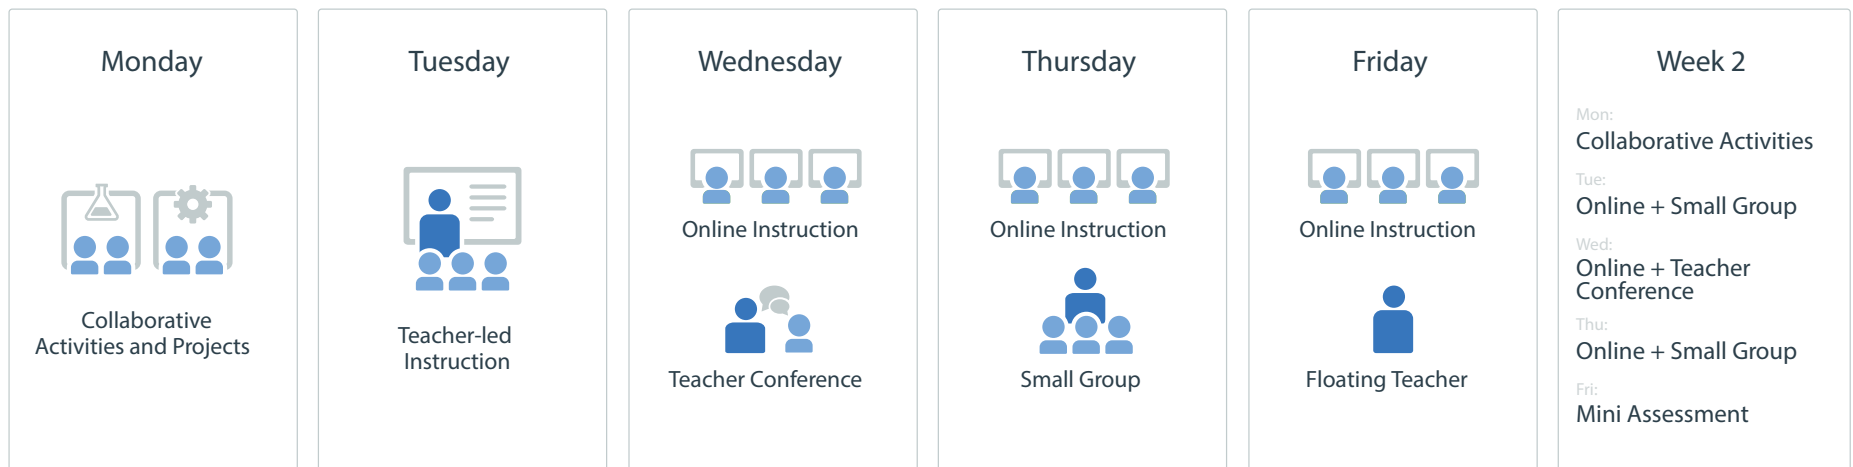 Monday
Collaborative
Activities and Projects
Tuesday
Teacher-led
Instruction
Wednesday
Online Instruction
Teacher Conference
Thursday
Online Instruction
Small Group
Friday
Online Instruction
Floating Teacher
Week 2
Mon:
Collaborative Activities
Tue:
Online + Small Group
Wed:
Online + Teacher
Conference
Thu:
Online + Small Group
Fri:
Mini Assessment